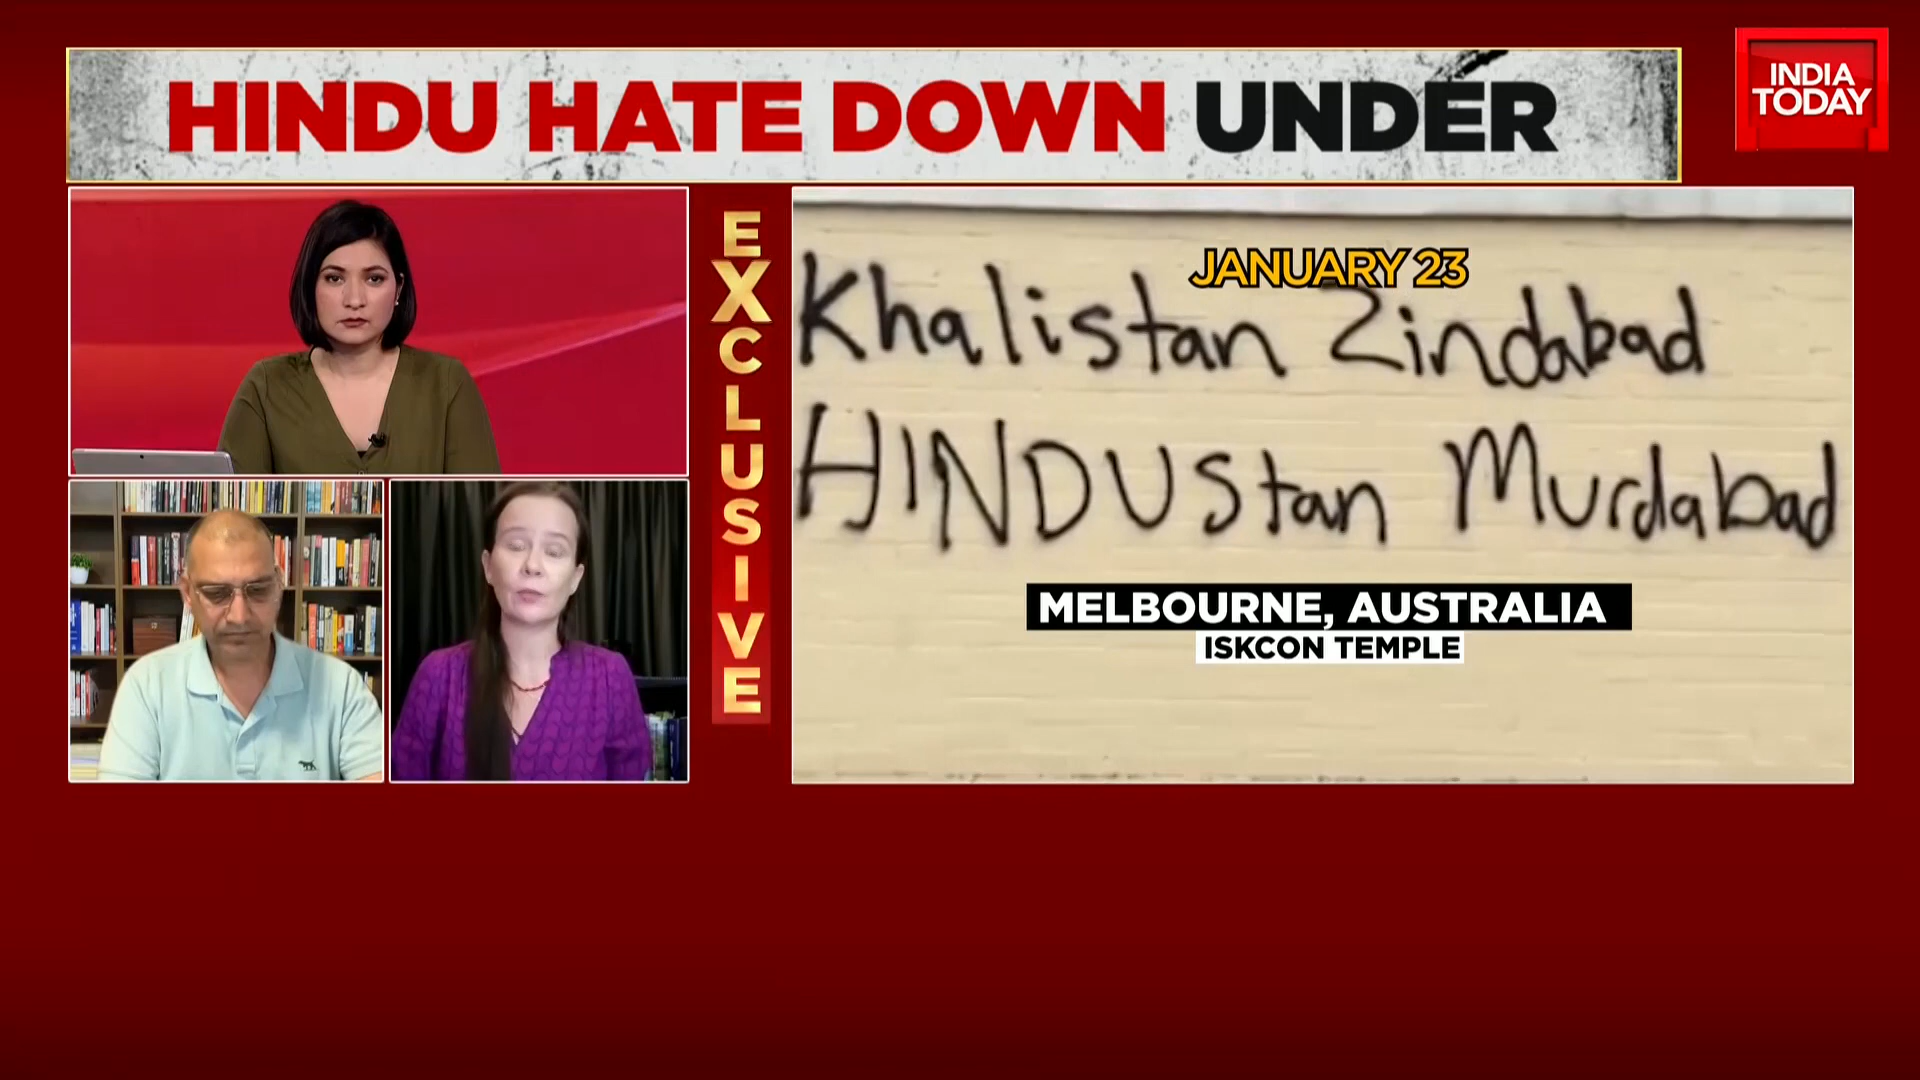 HINDU HATE DOWN UNDER
INDIA
TODAY
EXCLUSIVE
JANUARY 23
Khalistan Zindabad
HINDUStan Murdabad
MELBOURNE, AUSTRALIA
ISKCON TEMPLE